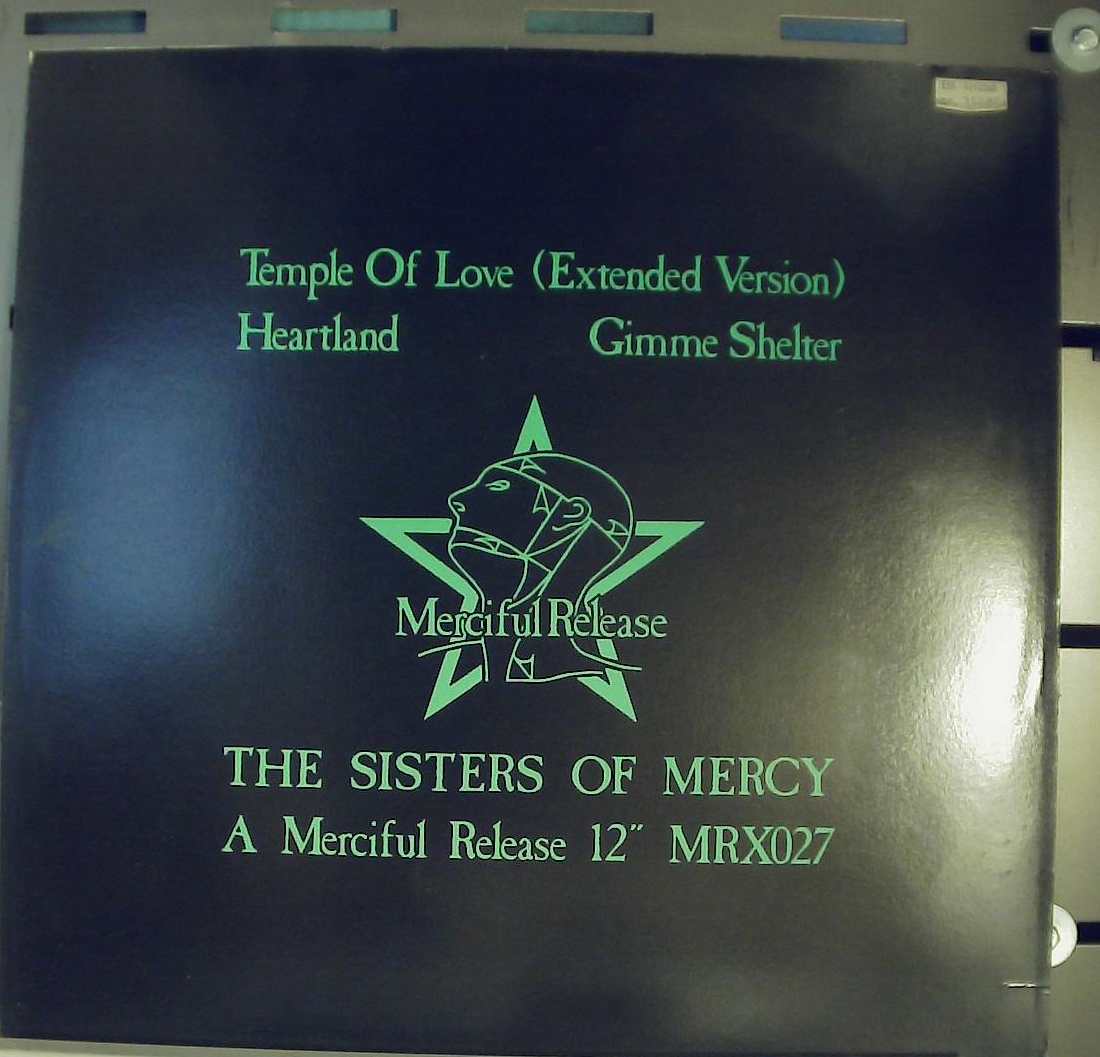 Temple Of Love (Extended Version)
Heartland Gimme Shelter
Merciful Release
THE SISTERS OF MERCY
A Merciful Release 12" MRX027